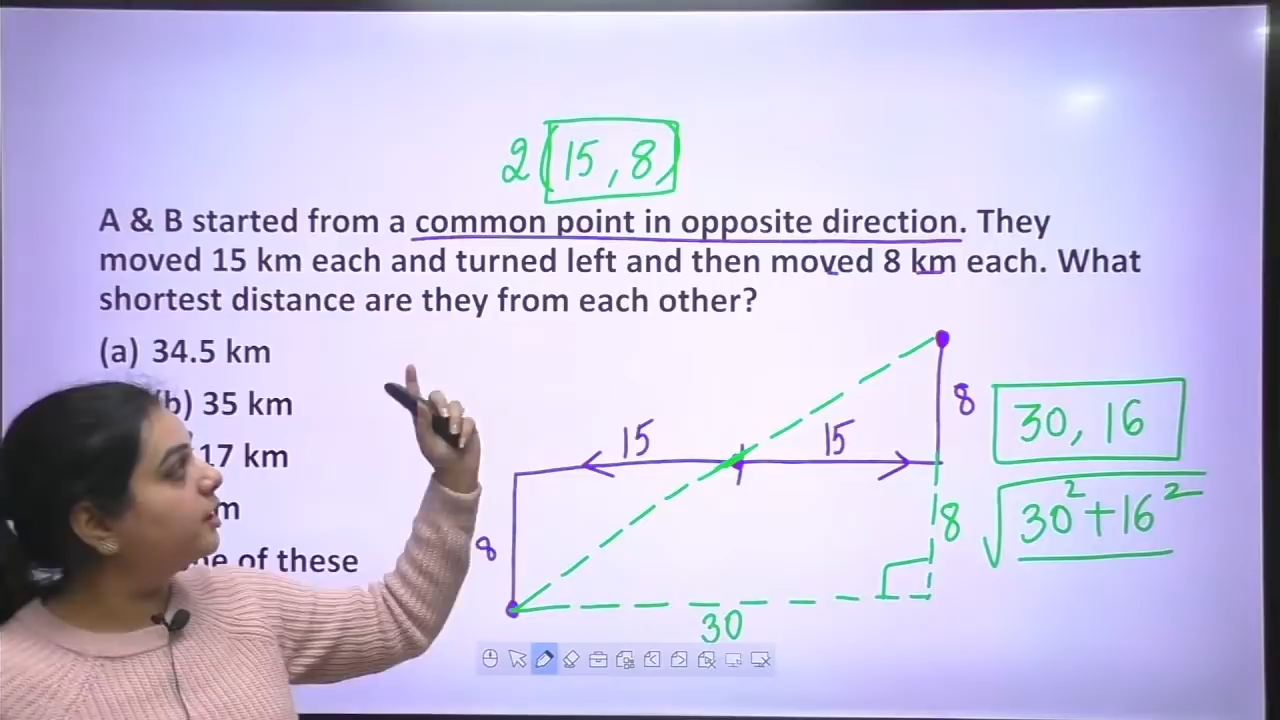 2(15, 8)
A & B started from a common point in opposite direction. They
moved 15 km each and turned left and then moved 8 km each. What
shortest distance are they from each other?
(a) 34.5 km
(b) 35 km
17 km
of these
15
15
8
8
8
30
30, 16
√30²+16²